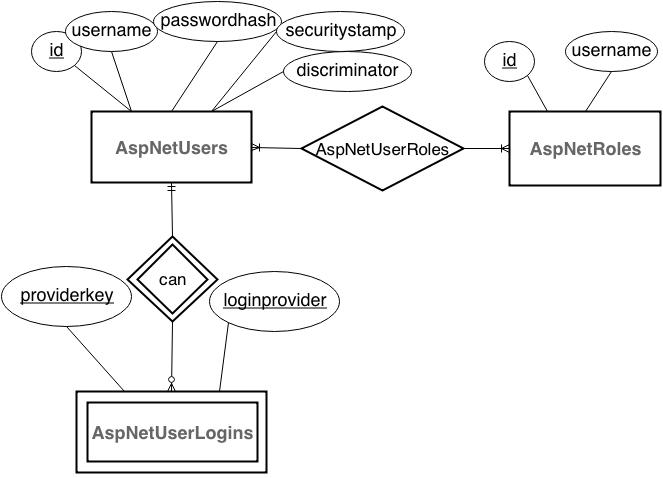 passwordhash
username
securitystamp
id
discriminator
id
username
AspNetUsers
AspNetUserRoles
AspNetRoles
can
providerkey
loginprovider
AspNetUserLogins